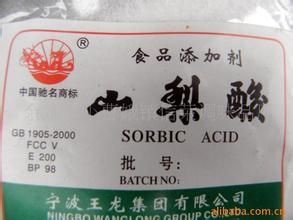 食品添加剂
®
中国驰名商标
山梨酸
GB 1905-2000
FCC V
E 200
BP 98
SORBIC ACID
批号:
BATCH NO:
宁波王龙集团有限公司
NINGBO WANGLONG GROUP CO.
alibaba.com.cn